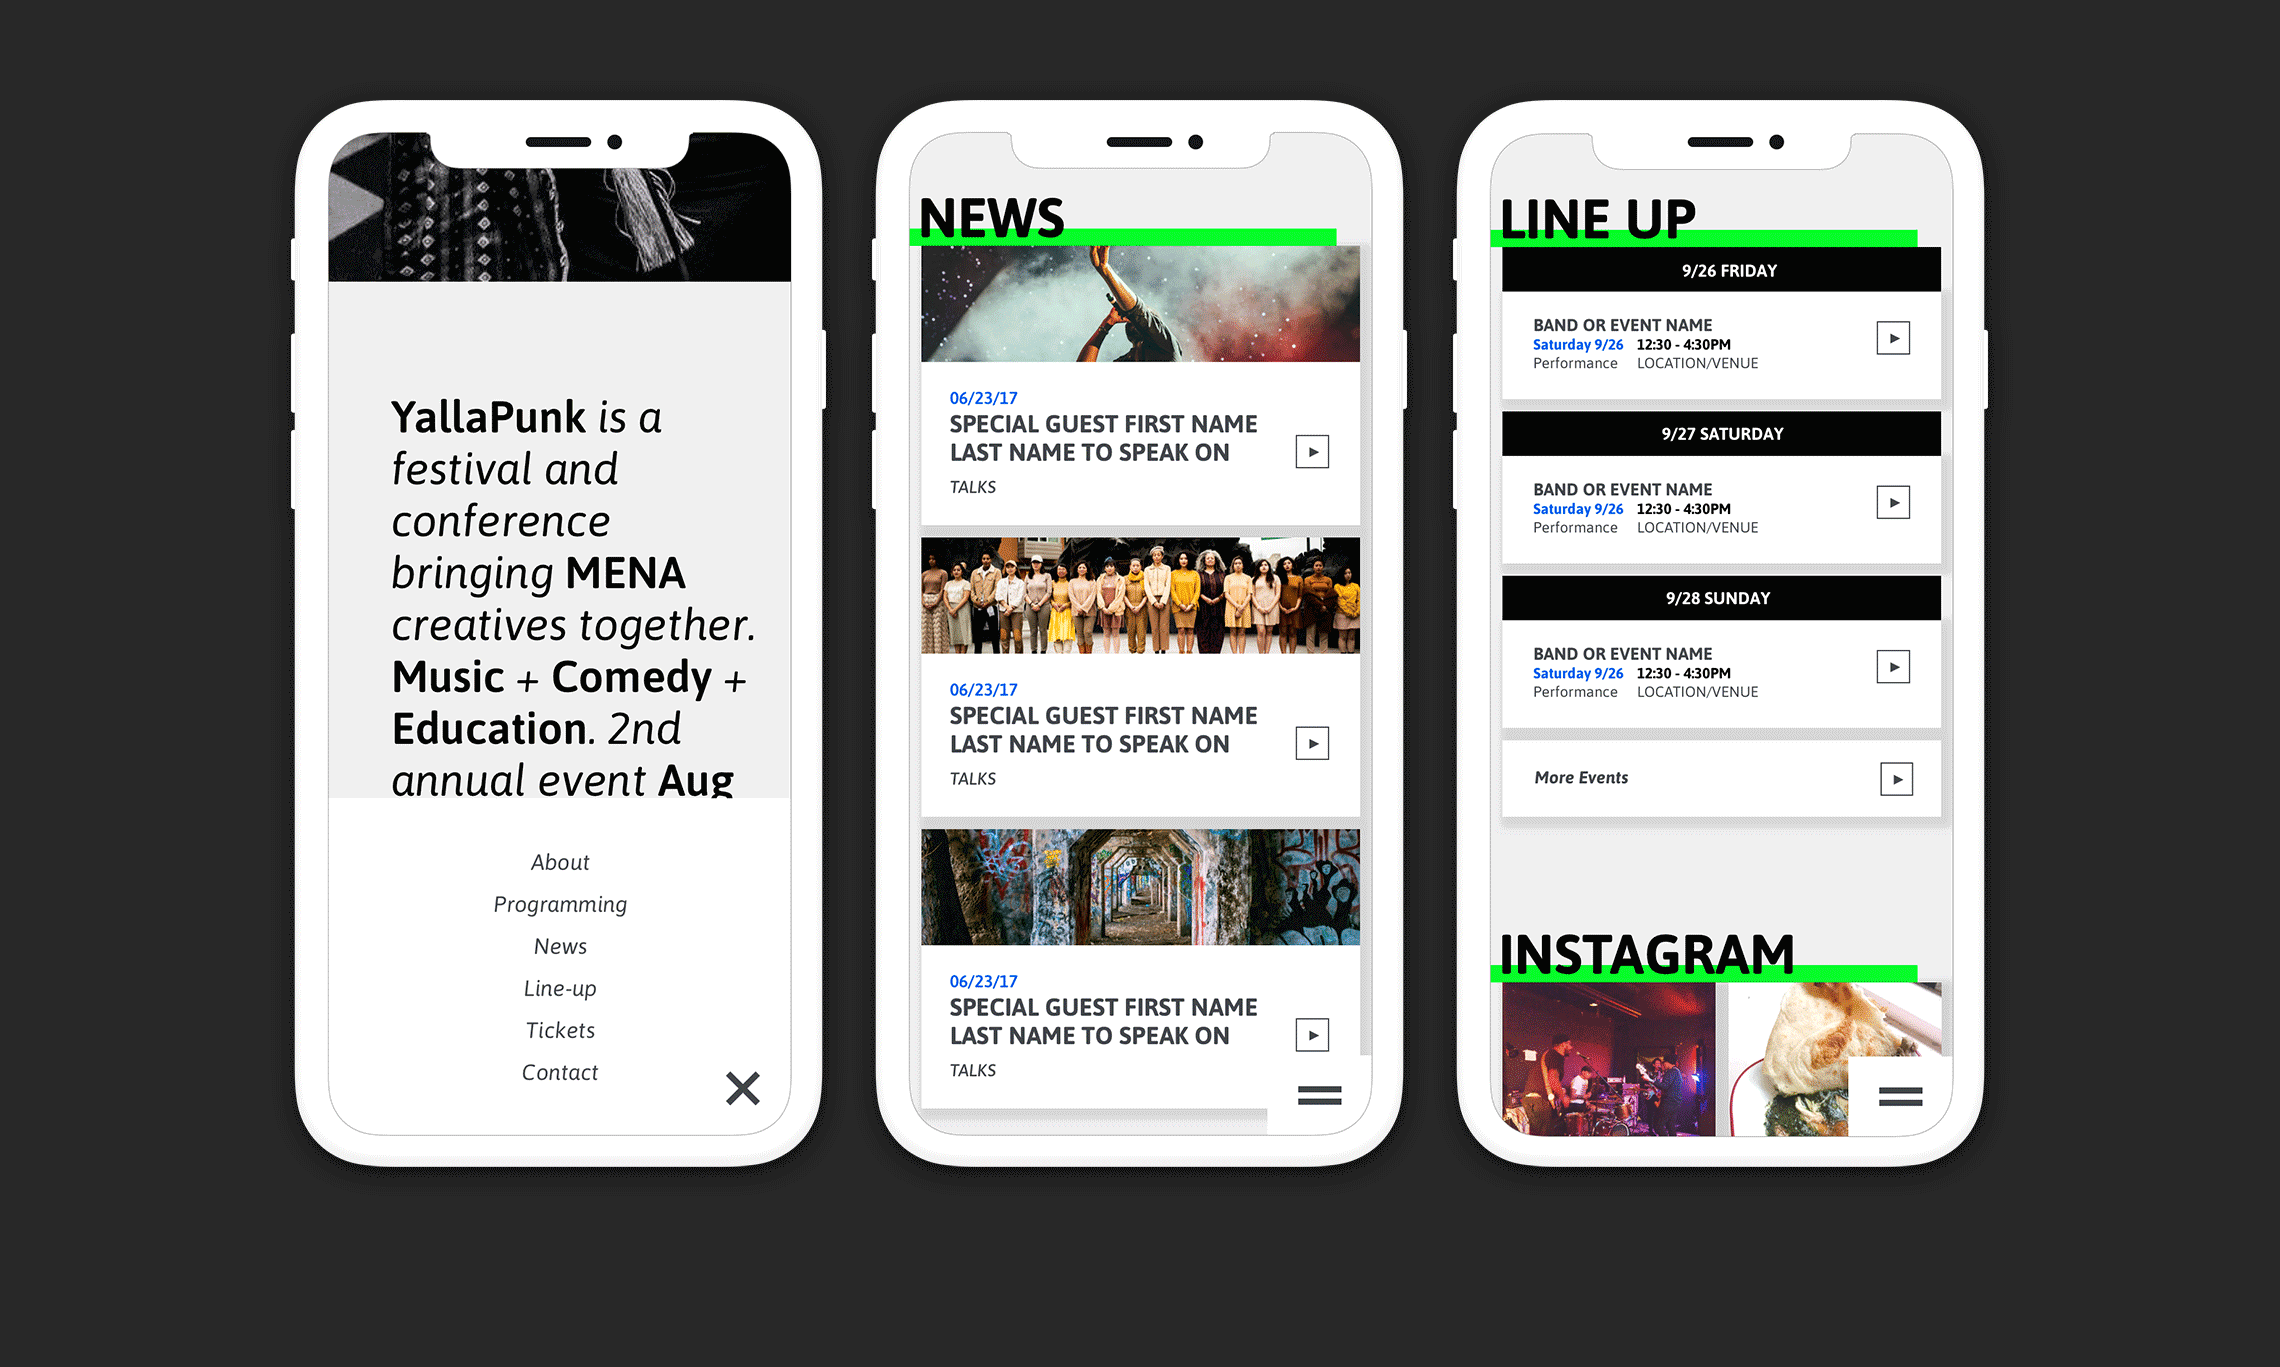 YallaPunk is a
festival and
conference
bringing MENA
creatives together.
Music + Comedy +
Education. 2nd
annual event Aug
About
Programming
News
Line-up
Tickets
Contact
NEWS
06/23/17
SPECIAL GUEST FIRST NAME
LAST NAME TO SPEAK ON
TALKS
06/23/17
SPECIAL GUEST FIRST NAME
LAST NAME TO SPEAK ON
TALKS
06/23/17
SPECIAL GUEST FIRST NAME
LAST NAME TO SPEAK ON
TALKS
LINE UP
9/26 FRIDAY
BAND OR EVENT NAME
Saturday 9/26 12:30 - 4:30PM
Performance LOCATION/VENUE
9/27 SATURDAY
BAND OR EVENT NAME
Saturday 9/26 12:30 - 4:30PM
Performance LOCATION/VENUE
9/28 SUNDAY
BAND OR EVENT NAME
Saturday 9/26 12:30 - 4:30PM
Performance LOCATION/VENUE
More Events
INSTAGRAM